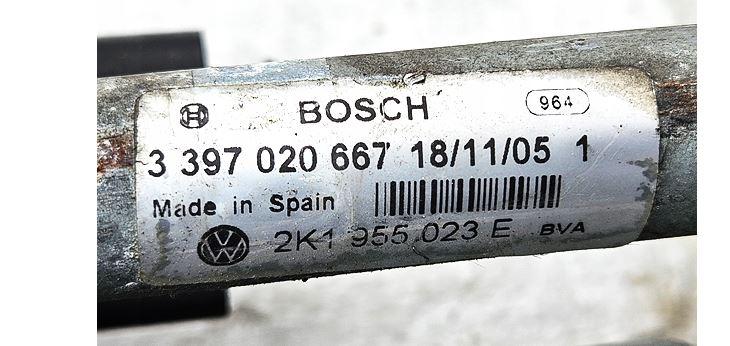 BOSCH 964
3 397 020 667 18/11/05 1
Made in Spain
2K1 955 023 E BVA